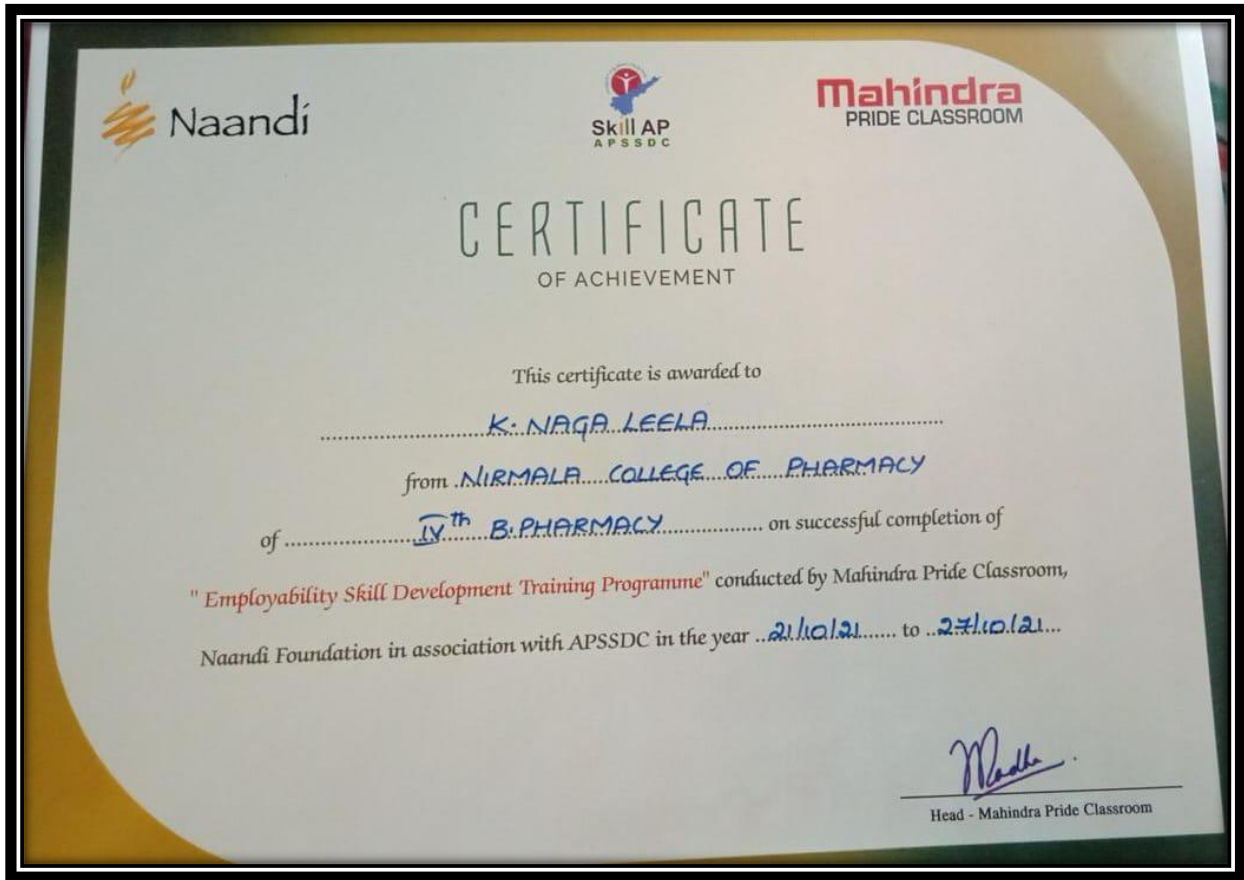 Naandi
Skill AP
APSSDC
Mahindra
PRIDE CLASSROOM
CERTIFICATE
OF ACHIEVEMENT
This certificate is awarded to
K. NAGA LEELA
from NIRMALA COLLEGE OF PHARMACY
of IVth B. PHARMACY on successful completion of
" Employability Skill Development Training Programme" conducted by Mahindra Pride Classroom,
Naandi Foundation in association with APSSDC in the year ..21/10/21...... to ..27/10/21...
Madhu
Head - Mahindra Pride Classroom